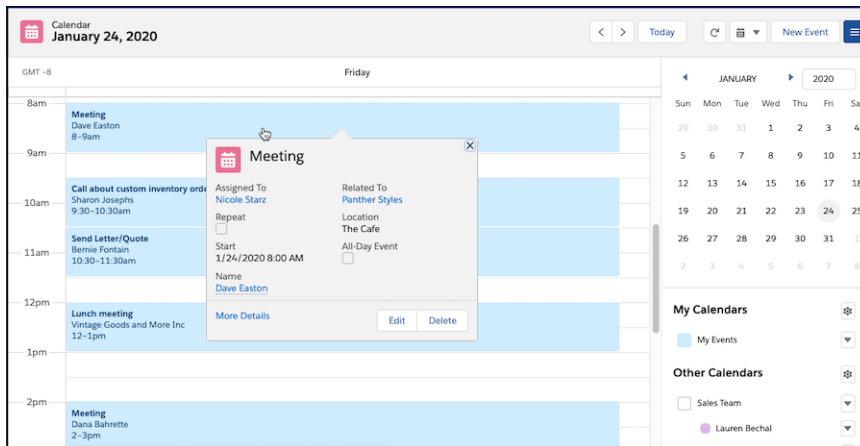 Calendar
January 24, 2020
Today
New Event
GMT -8
Friday
8am
Meeting
Dave Easton
8–9am
9am
Call about custom inventory orde
Sharon Josephs
9:30–10:30am
10am
Send Letter/Quote
Bernie Fontain
10:30–11:30am
11am
12pm
Lunch meeting
Vintage Goods and More Inc
12–1pm
1pm
2pm
Meeting
Dana Bahrette
2–3pm
Meeting
Assigned To
Nicole Starz
Related To
Panther Styles
Repeat
Location
The Cafe
Start
1/24/2020 8:00 AM
All-Day Event
Name
Dave Easton
More Details
Edit
Delete
JANUARY
2020
Sun Mon Tue Wed Thu Fri Sa
29 30 31 1 2 3 4
5 6 7 8 9 10 11
12 13 14 15 16 17 18
19 20 21 22 23 24 25
26 27 28 29 30 31 1
2 3 4 5 6 7 8
My Calendars
My Events
Other Calendars
Sales Team
Lauren Bechal